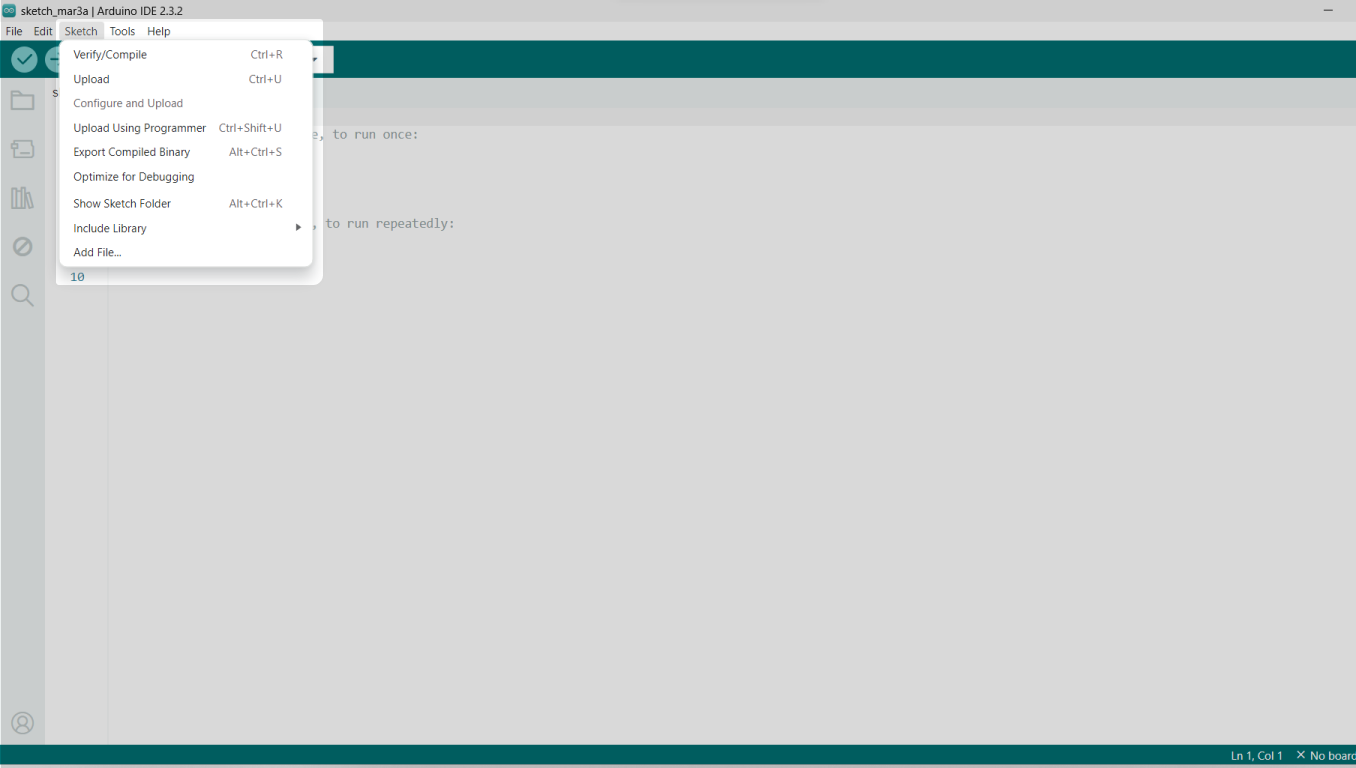 sketch_mar3a | Arduino IDE 2.3.2
File Edit Sketch Tools Help
Verify/Compile Ctrl+R
Upload Ctrl+U
Configure and Upload
Upload Using Programmer Ctrl+Shift+U
Export Compiled Binary Alt+Ctrl+S
Optimize for Debugging
Show Sketch Folder Alt+Ctrl+K
Include Library
Add File...
, to run once:
, to run repeatedly:
10
Ln 1, Col 1 No board